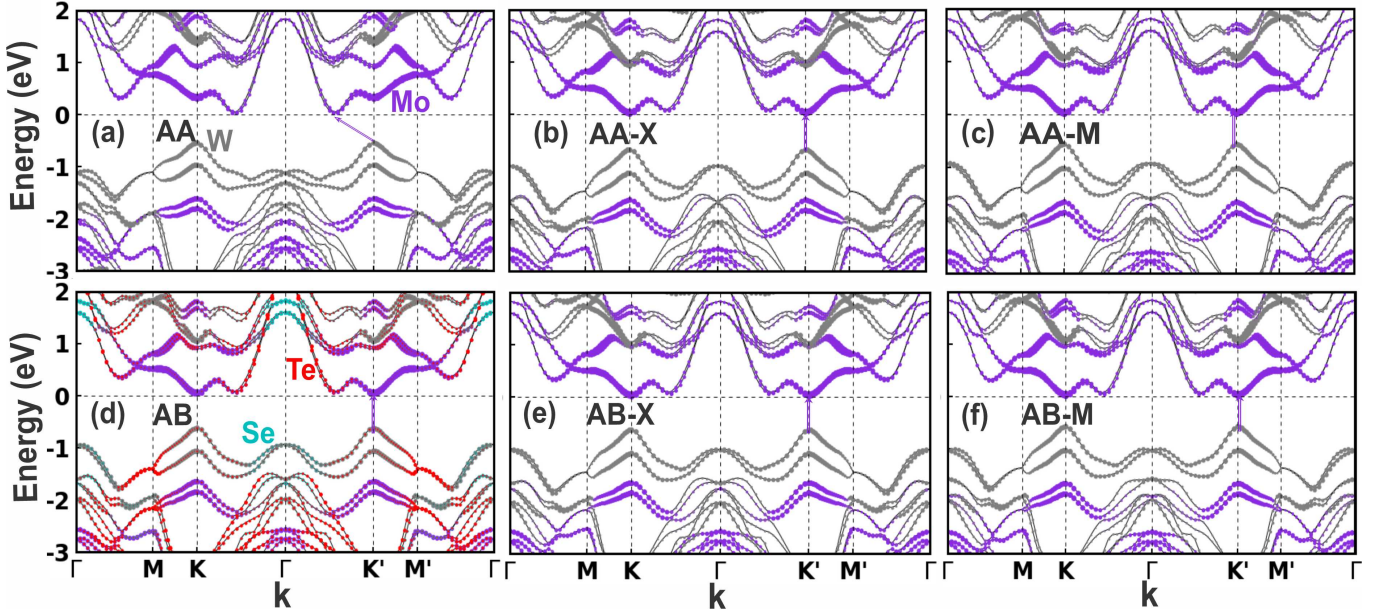 Energy (eV)
2
1
0
-1
-2
-3
(a)
AA
W
Mo
(b)
AA-X
(c)
AA-M
Energy (eV)
2
1
0
-1
-2
-3
(d)
AB
Se
Te
(e)
AB-X
(f)
AB-M
Γ M K Γ K' M' Γ
M K Γ K' M' Γ
M K Γ K' M' Γ
k
k
k